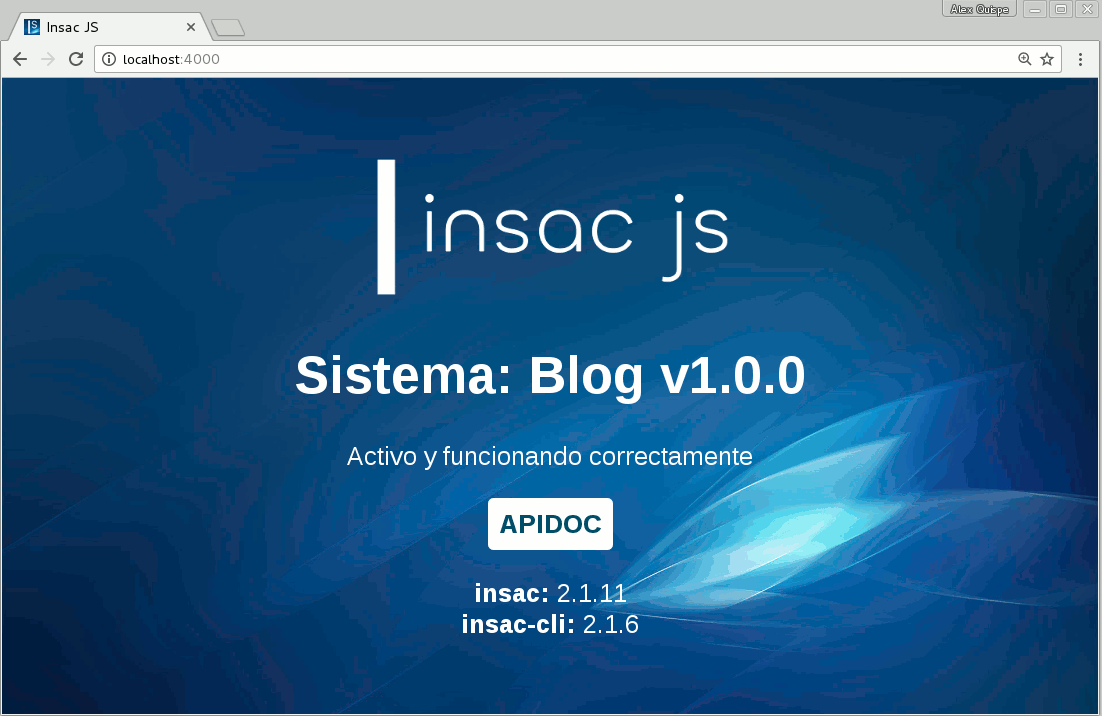 Alex Quispe
Insac JS
localhost:4000
insac js
Sistema: Blog v1.0.0
Activo y funcionando correctamente
APIDOC
insac: 2.1.11
insac-cli: 2.1.6